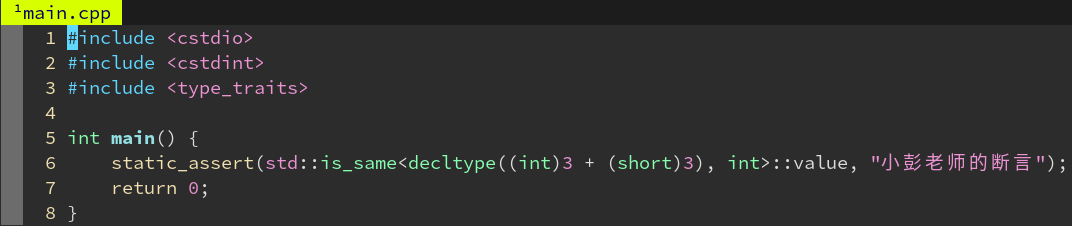 ¹main.cpp
1 #include <cstdio>
2 #include <cstdint>
3 #include <type_traits>
4
5 int main() {
6     static_assert(std::is_same<decltype((int)3 + (short)3), int>::value, "小彭老师的断言");
7     return 0;
8 }